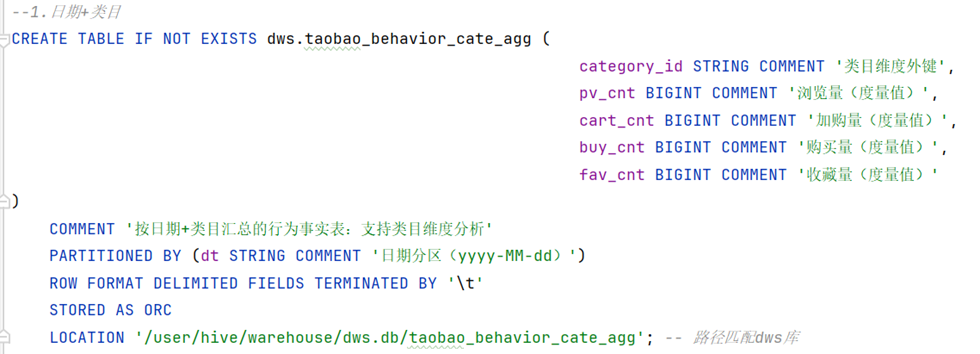 --1.日期+类目
CREATE TABLE IF NOT EXISTS dws.taobao_behavior_cate_agg (
category_id STRING COMMENT '类目维度外键',
pv_cnt BIGINT COMMENT '浏览量（度量值）',
cart_cnt BIGINT COMMENT '加购量（度量值）',
buy_cnt BIGINT COMMENT '购买量（度量值）',
fav_cnt BIGINT COMMENT '收藏量（度量值）'
)
COMMENT '按日期+类目汇总的行为事实表：支持类目维度分析'
PARTITIONED BY (dt STRING COMMENT '日期分区（yyyy-MM-dd）')
ROW FORMAT DELIMITED FIELDS TERMINATED BY '\t'
STORED AS ORC
LOCATION '/user/hive/warehouse/dws.db/taobao_behavior_cate_agg'; -- 路径匹配dws库